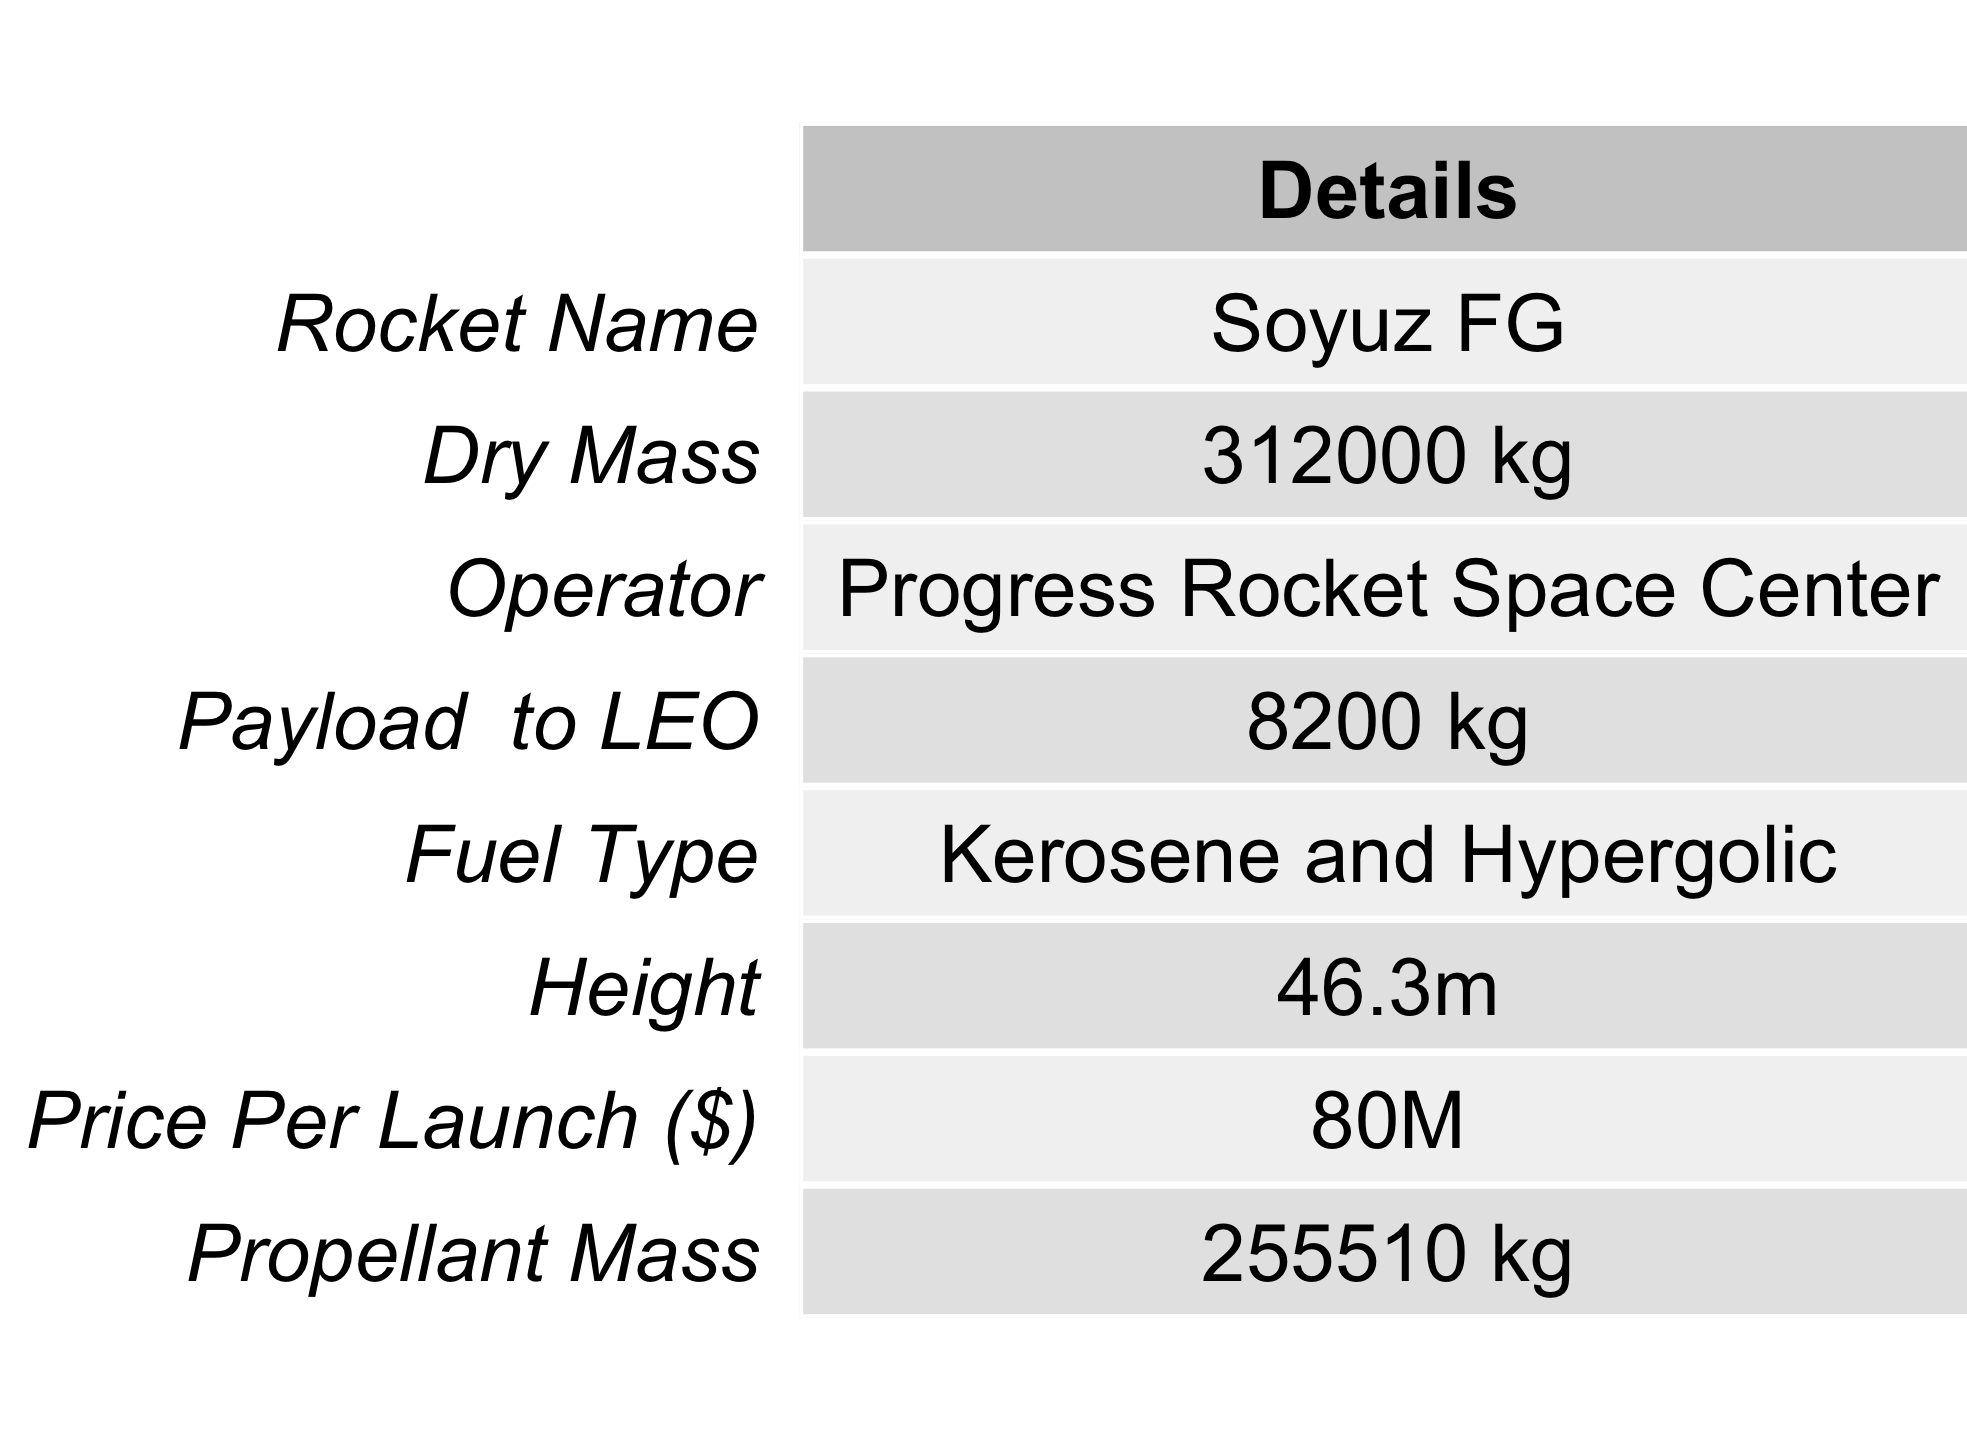 Details
Rocket Name Soyuz FG
Dry Mass 312000 kg
Operator Progress Rocket Space Center
Payload  to LEO 8200 kg
Fuel Type Kerosene and Hypergolic
Height 46.3m
Price Per Launch ($) 80M
Propellant Mass 255510 kg